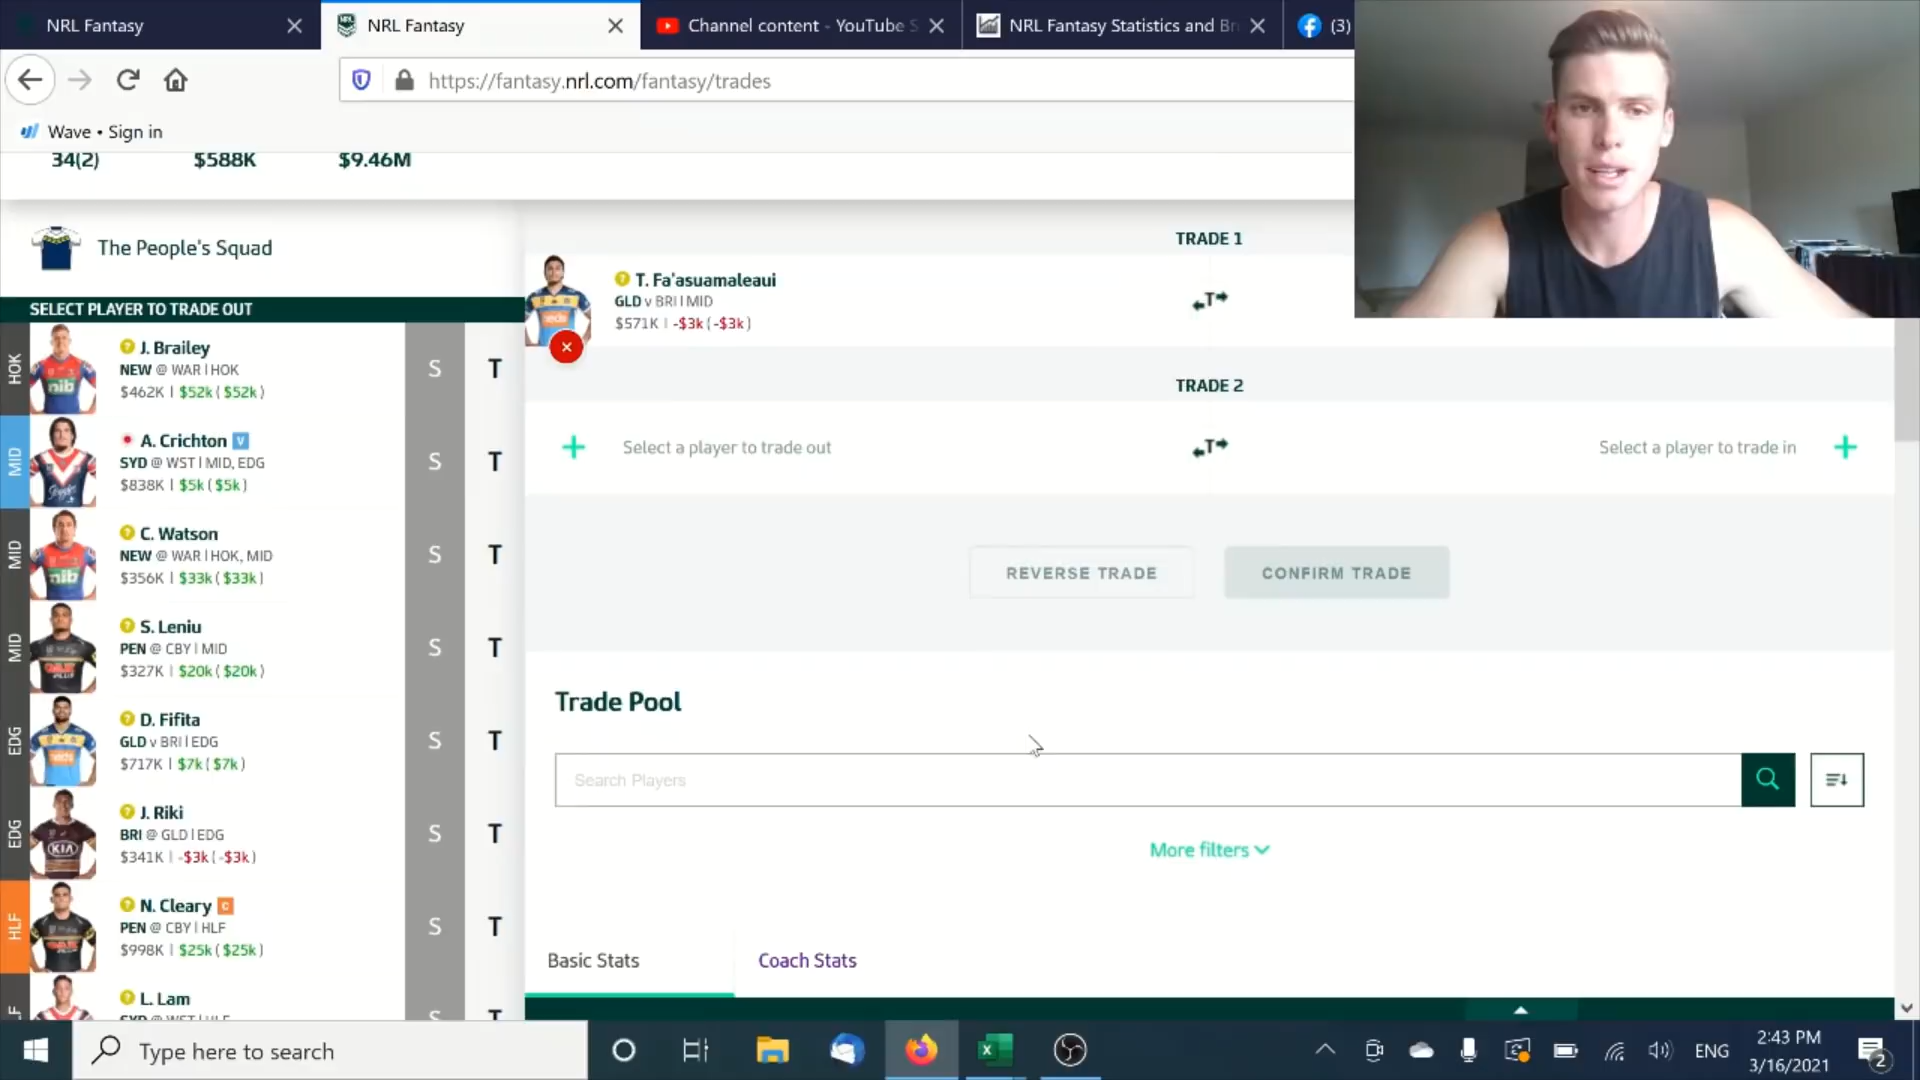 NRL Fantasy
NRL Fantasy
Channel content - YouTube S
NRL Fantasy Statistics and Br
(3)
https://fantasy.nrl.com/fantasy/trades
Wave • Sign in
34(2) $588K $9.46M
The People's Squad
SELECT PLAYER TO TRADE OUT
HOK
J. Brailey
NEW @ WAR | HOK
$462K | $52k ( $52k )
S T
MID
A. Crichton V
SYD @ WST | MID, EDG
$838K | $5k ( $5k )
S T
MID
C. Watson
NEW @ WAR | HOK, MID
$356K | $33k ( $33k )
S T
MID
S. Leniu
PEN @ CBY | MID
$327K | $20k ( $20k )
S T
EDG
D. Fifita
GLD v BRI | EDG
$717K | $7k ( $7k )
S T
EDG
J. Riki
BRI @ GLD | EDG
$341K | -$3k ( -$3k )
S T
HLF
N. Cleary C
PEN @ CBY | HLF
$998K | $25k ( $25k )
S T
L. Lam
SYD @ WST | HLF
S T
TRADE 1
T. Fa'asuamaleaui
GLD v BRI | MID
$571K | -$3k ( -$3k )
T
TRADE 2
Select a player to trade out
T
Select a player to trade in
REVERSE TRADE
CONFIRM TRADE
Trade Pool
Search Players
More filters
Basic Stats
Coach Stats
Type here to search
ENG
2:43 PM
3/16/2021
2